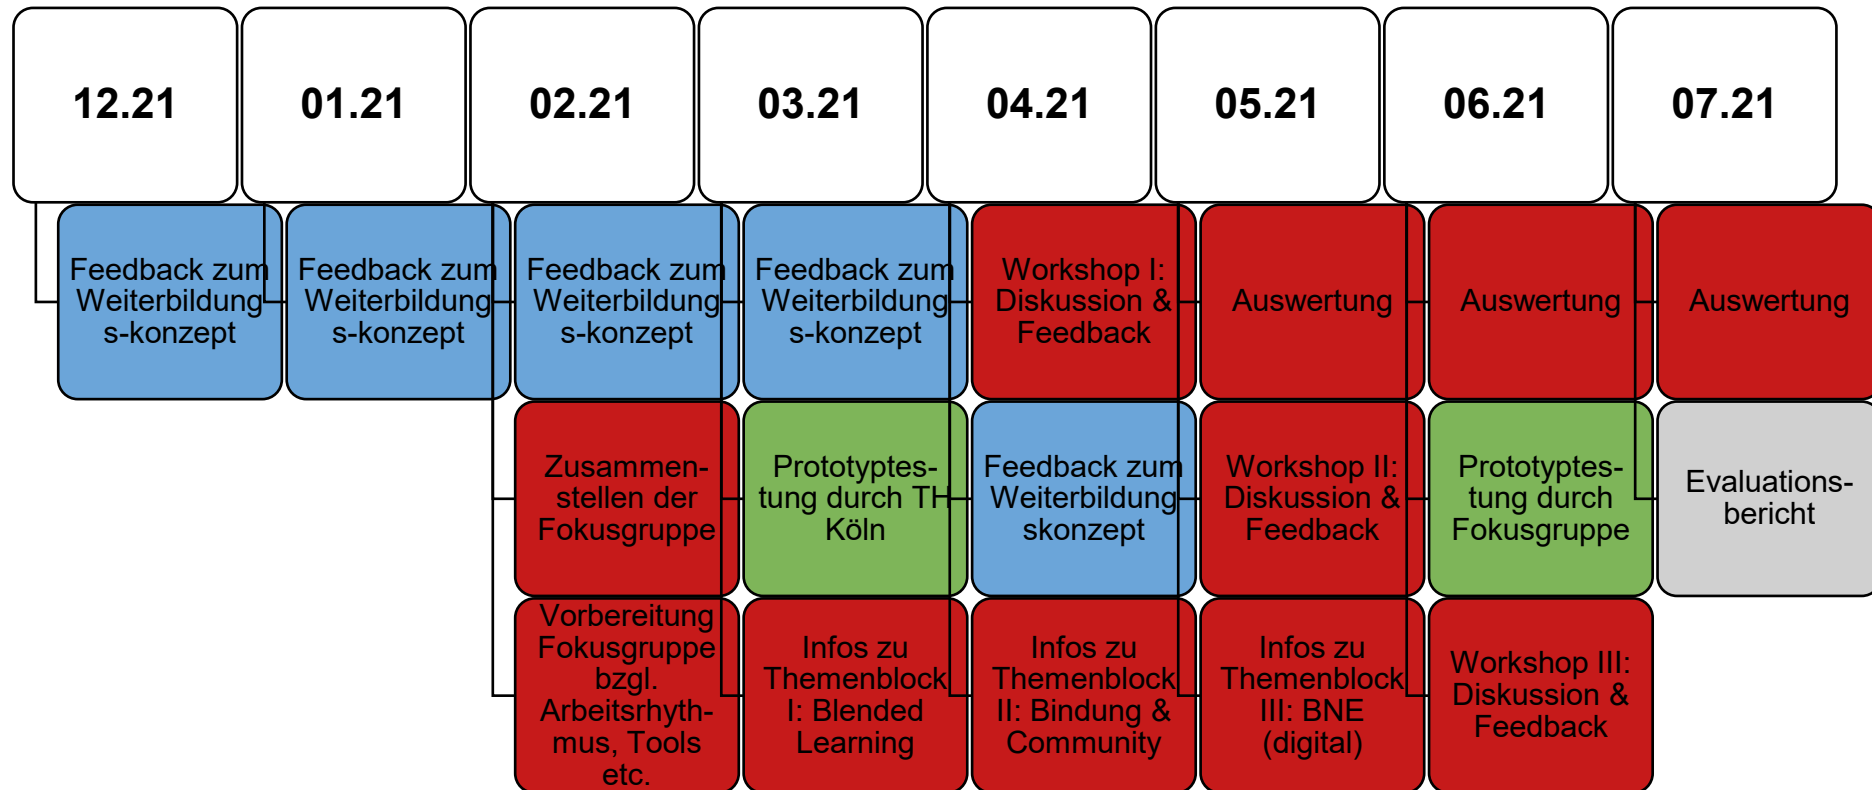 12.21
01.21
02.21
03.21
04.21
05.21
06.21
07.21
Feedback zum
Weiterbildung
s-konzept
Feedback zum
Weiterbildung
s-konzept
Feedback zum
Weiterbildung
s-konzept
Feedback zum
Weiterbildung
s-konzept
Workshop I:
Diskussion &
Feedback
Auswertung
Auswertung
Auswertung
Zusammen-
stellen der
Fokusgruppe
Prototyptes-
tung durch TH
Köln
Feedback zum
Weiterbildung
skonzept
Workshop II:
Diskussion &
Feedback
Prototyptes-
tung durch
Fokusgruppe
Evaluations-
bericht
Vorbereitung
Fokusgruppe
bzgl.
Arbeitsrhyth-
mus, Tools
etc.
Infos zu
Themenblock
I: Blended
Learning
Infos zu
Themenblock
II: Bindung &
Community
Infos zu
Themenblock
III: BNE
(digital)
Workshop III:
Diskussion &
Feedback